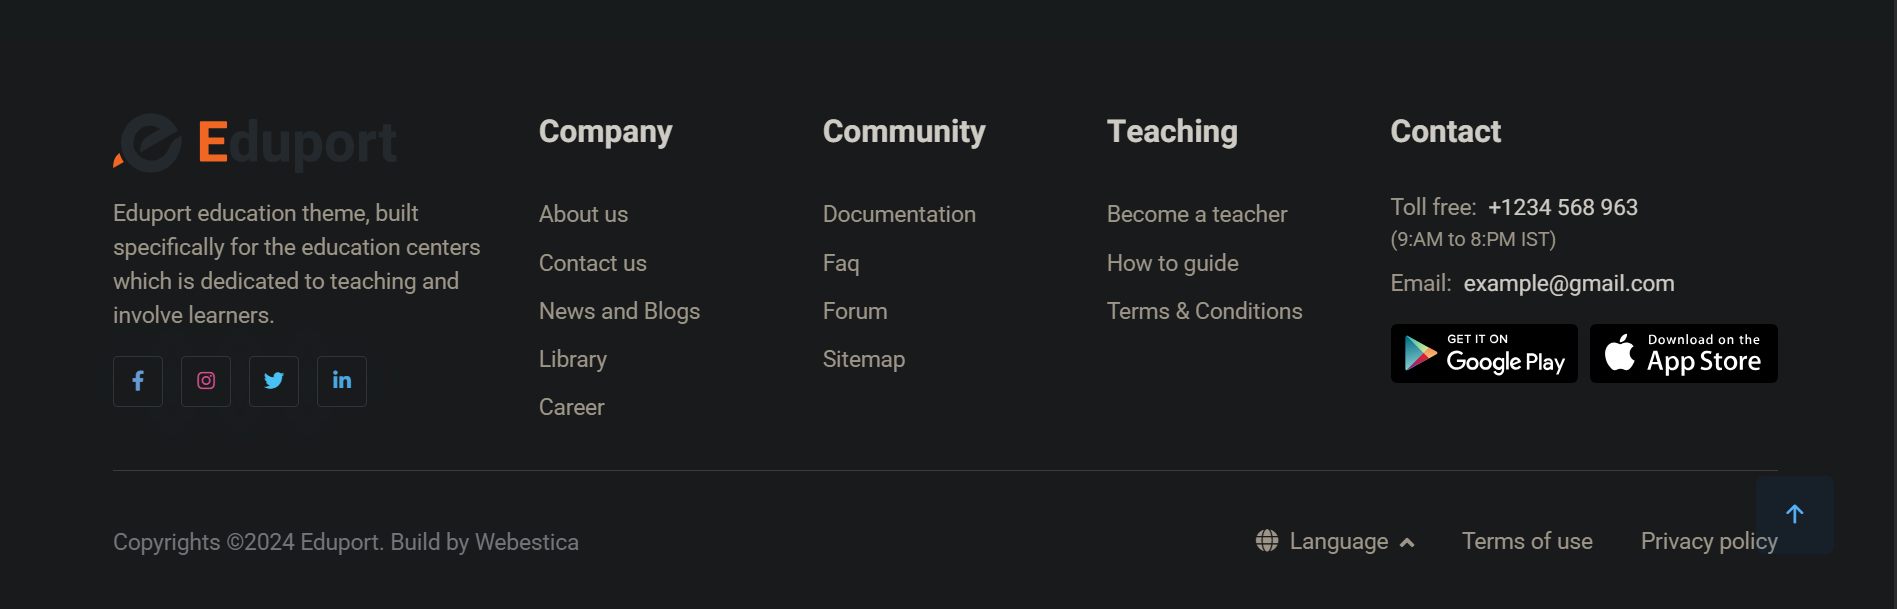 Eduport
Eduport education theme, built
specifically for the education centers
which is dedicated to teaching and
involve learners.
Company
About us
Contact us
News and Blogs
Library
Career
Community
Documentation
Faq
Forum
Sitemap
Teaching
Become a teacher
How to guide
Terms & Conditions
Contact
Toll free: +1234 568 963
(9:AM to 8:PM IST)
Email: example@gmail.com
GET IT ON
Google Play
Download on the
App Store
Copyrights ©2024 Eduport. Build by Webestica
Language
Terms of use
Privacy policy